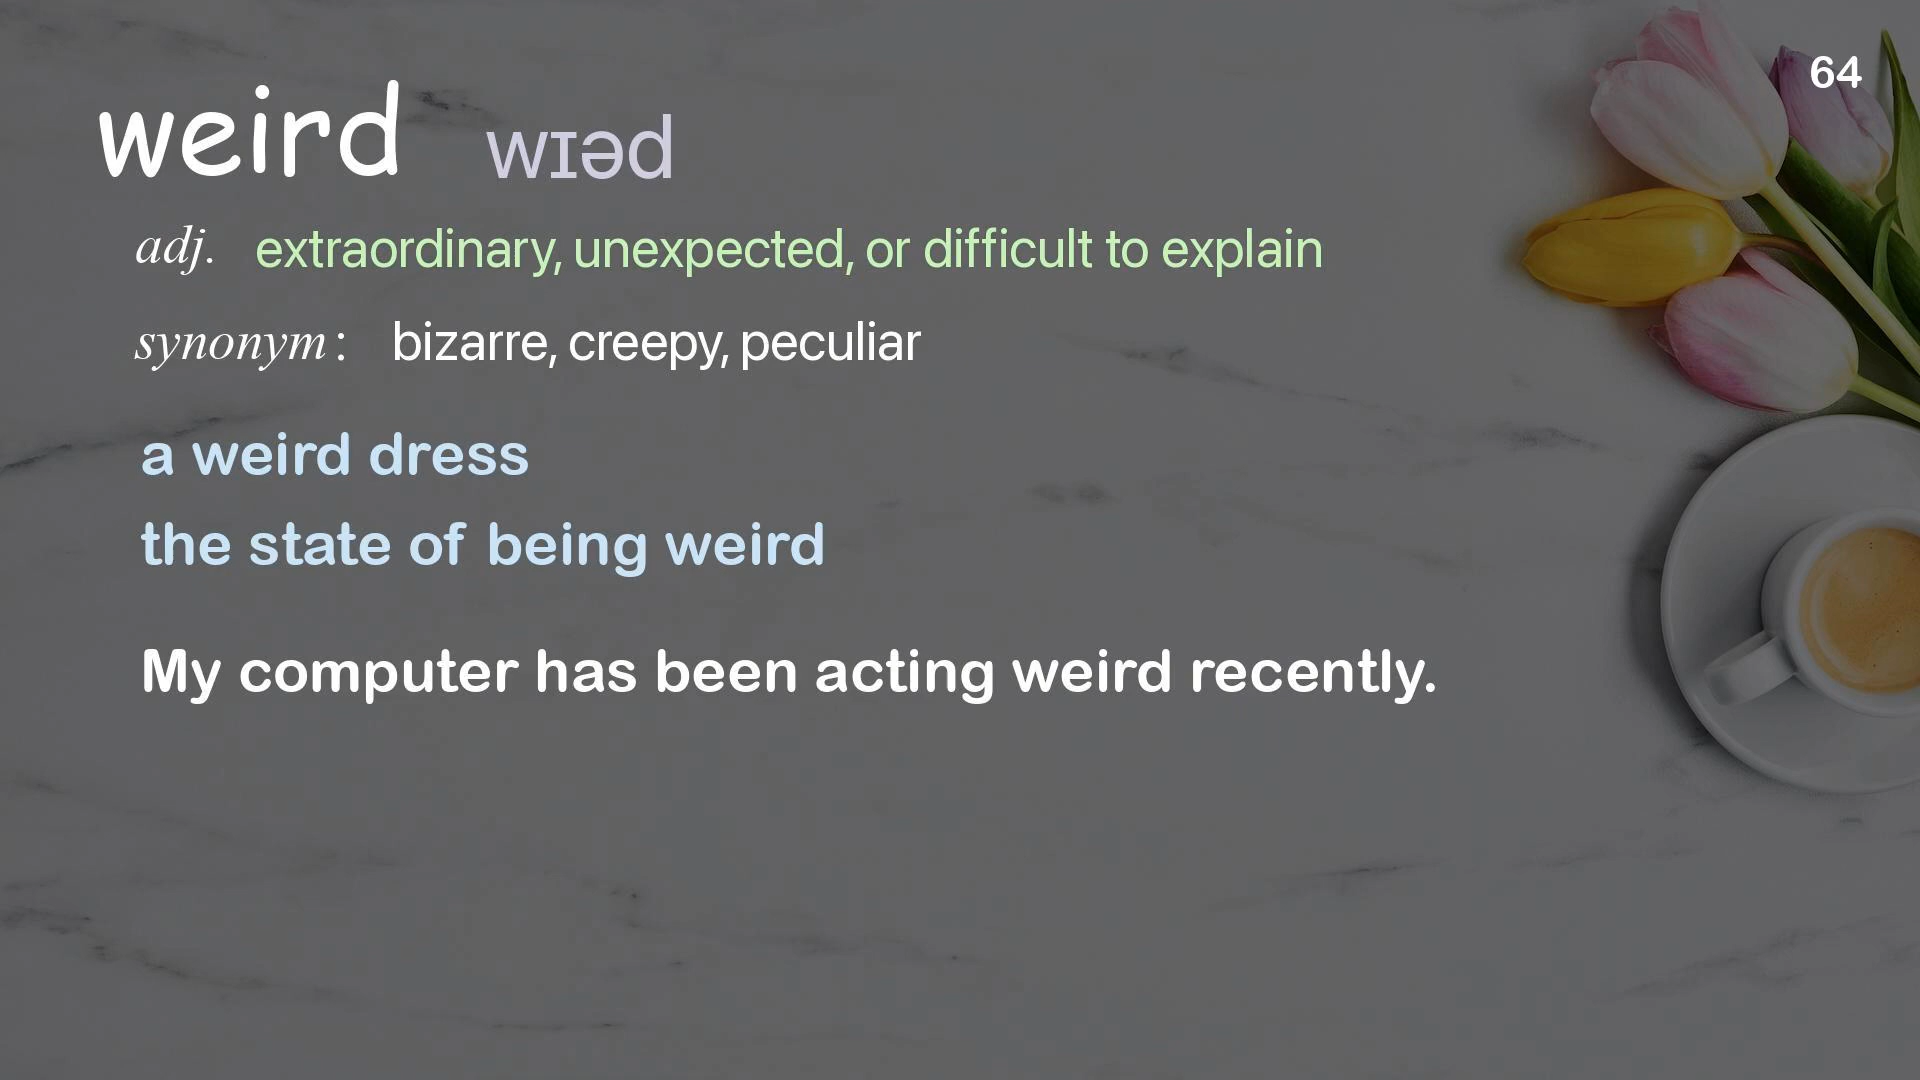 64
weird wɪəd
adj. extraordinary, unexpected, or difficult to explain
synonym: bizarre, creepy, peculiar
a weird dress
the state of being weird
My computer has been acting weird recently.